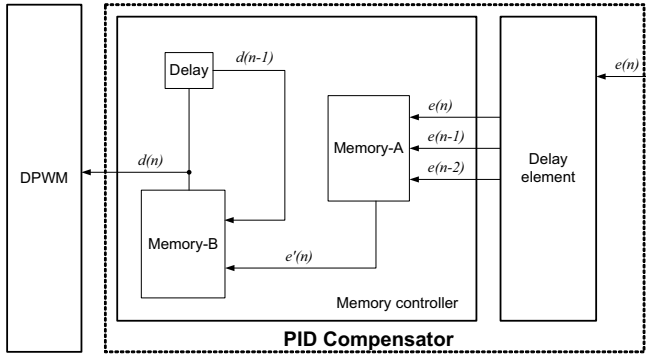 DPWM
d(n)
Delay
d(n-1)
Memory-B
e'(n)
Memory-A
e(n)
e(n-1)
e(n-2)
Delay
element
e(n)
Memory controller
PID Compensator